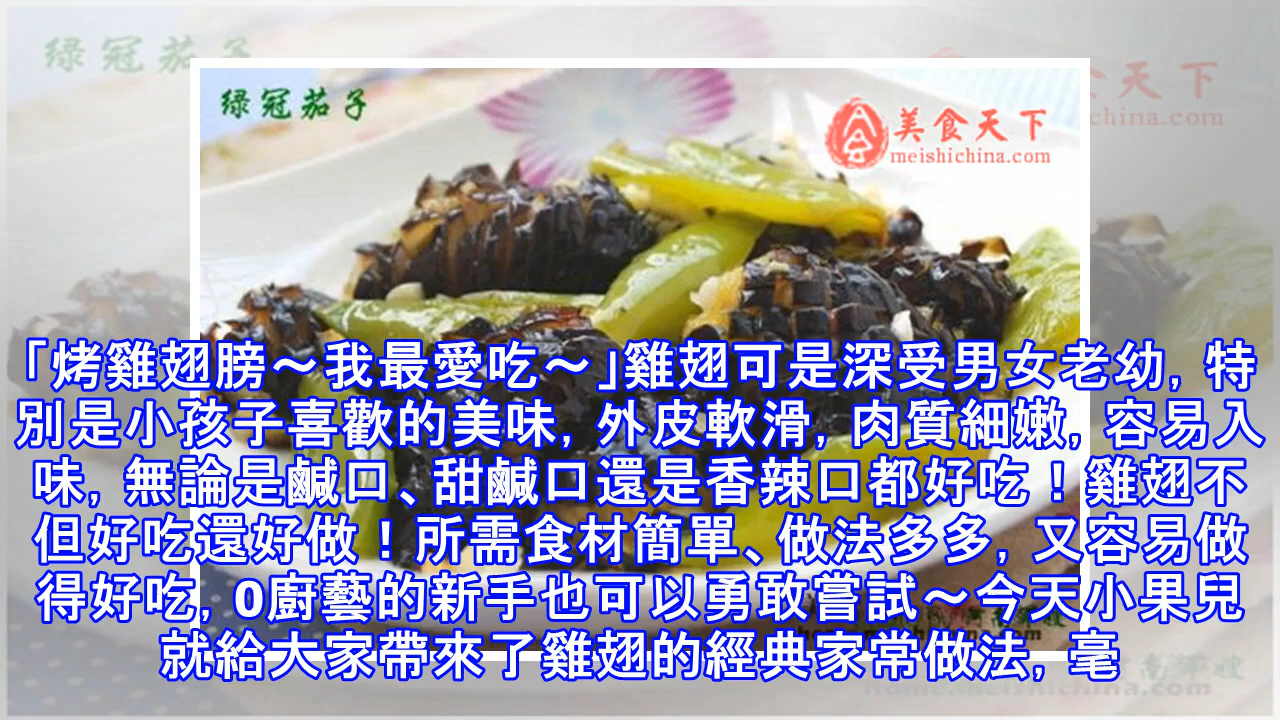 绿冠茄子
美食天下
meishichina.com
「烤雞翅膀～我最愛吃～」雞翅可是深受男女老幼, 特
別是小孩子喜歡的美味, 外皮軟滑, 肉質細嫩, 容易入
味, 無論是鹹口、甜鹹口還是香辣口都好吃！雞翅不
但好吃還好做！所需食材簡單、做法多多, 又容易做
得好吃, 0廚藝的新手也可以勇敢嘗試～今天小果兒
就給大家帶來了雞翅的經典家常做法, 毫
home.meishichina.com